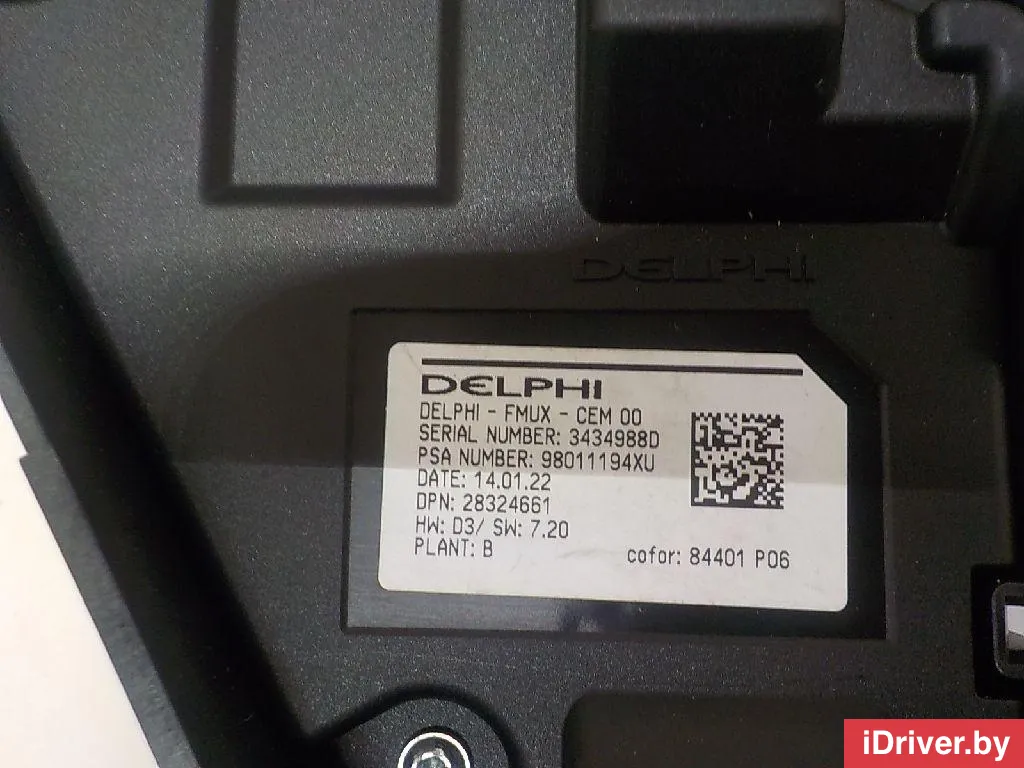 DELPHI
DELPHI
DELPHI - FMUX - CEM 00
SERIAL NUMBER: 3434988D
PSA NUMBER: 98011194XU
DATE: 14.01.22
DPN: 28324661
HW: D3/ SW: 7.20
PLANT: B
cofor: 84401 P06
iDriver.by